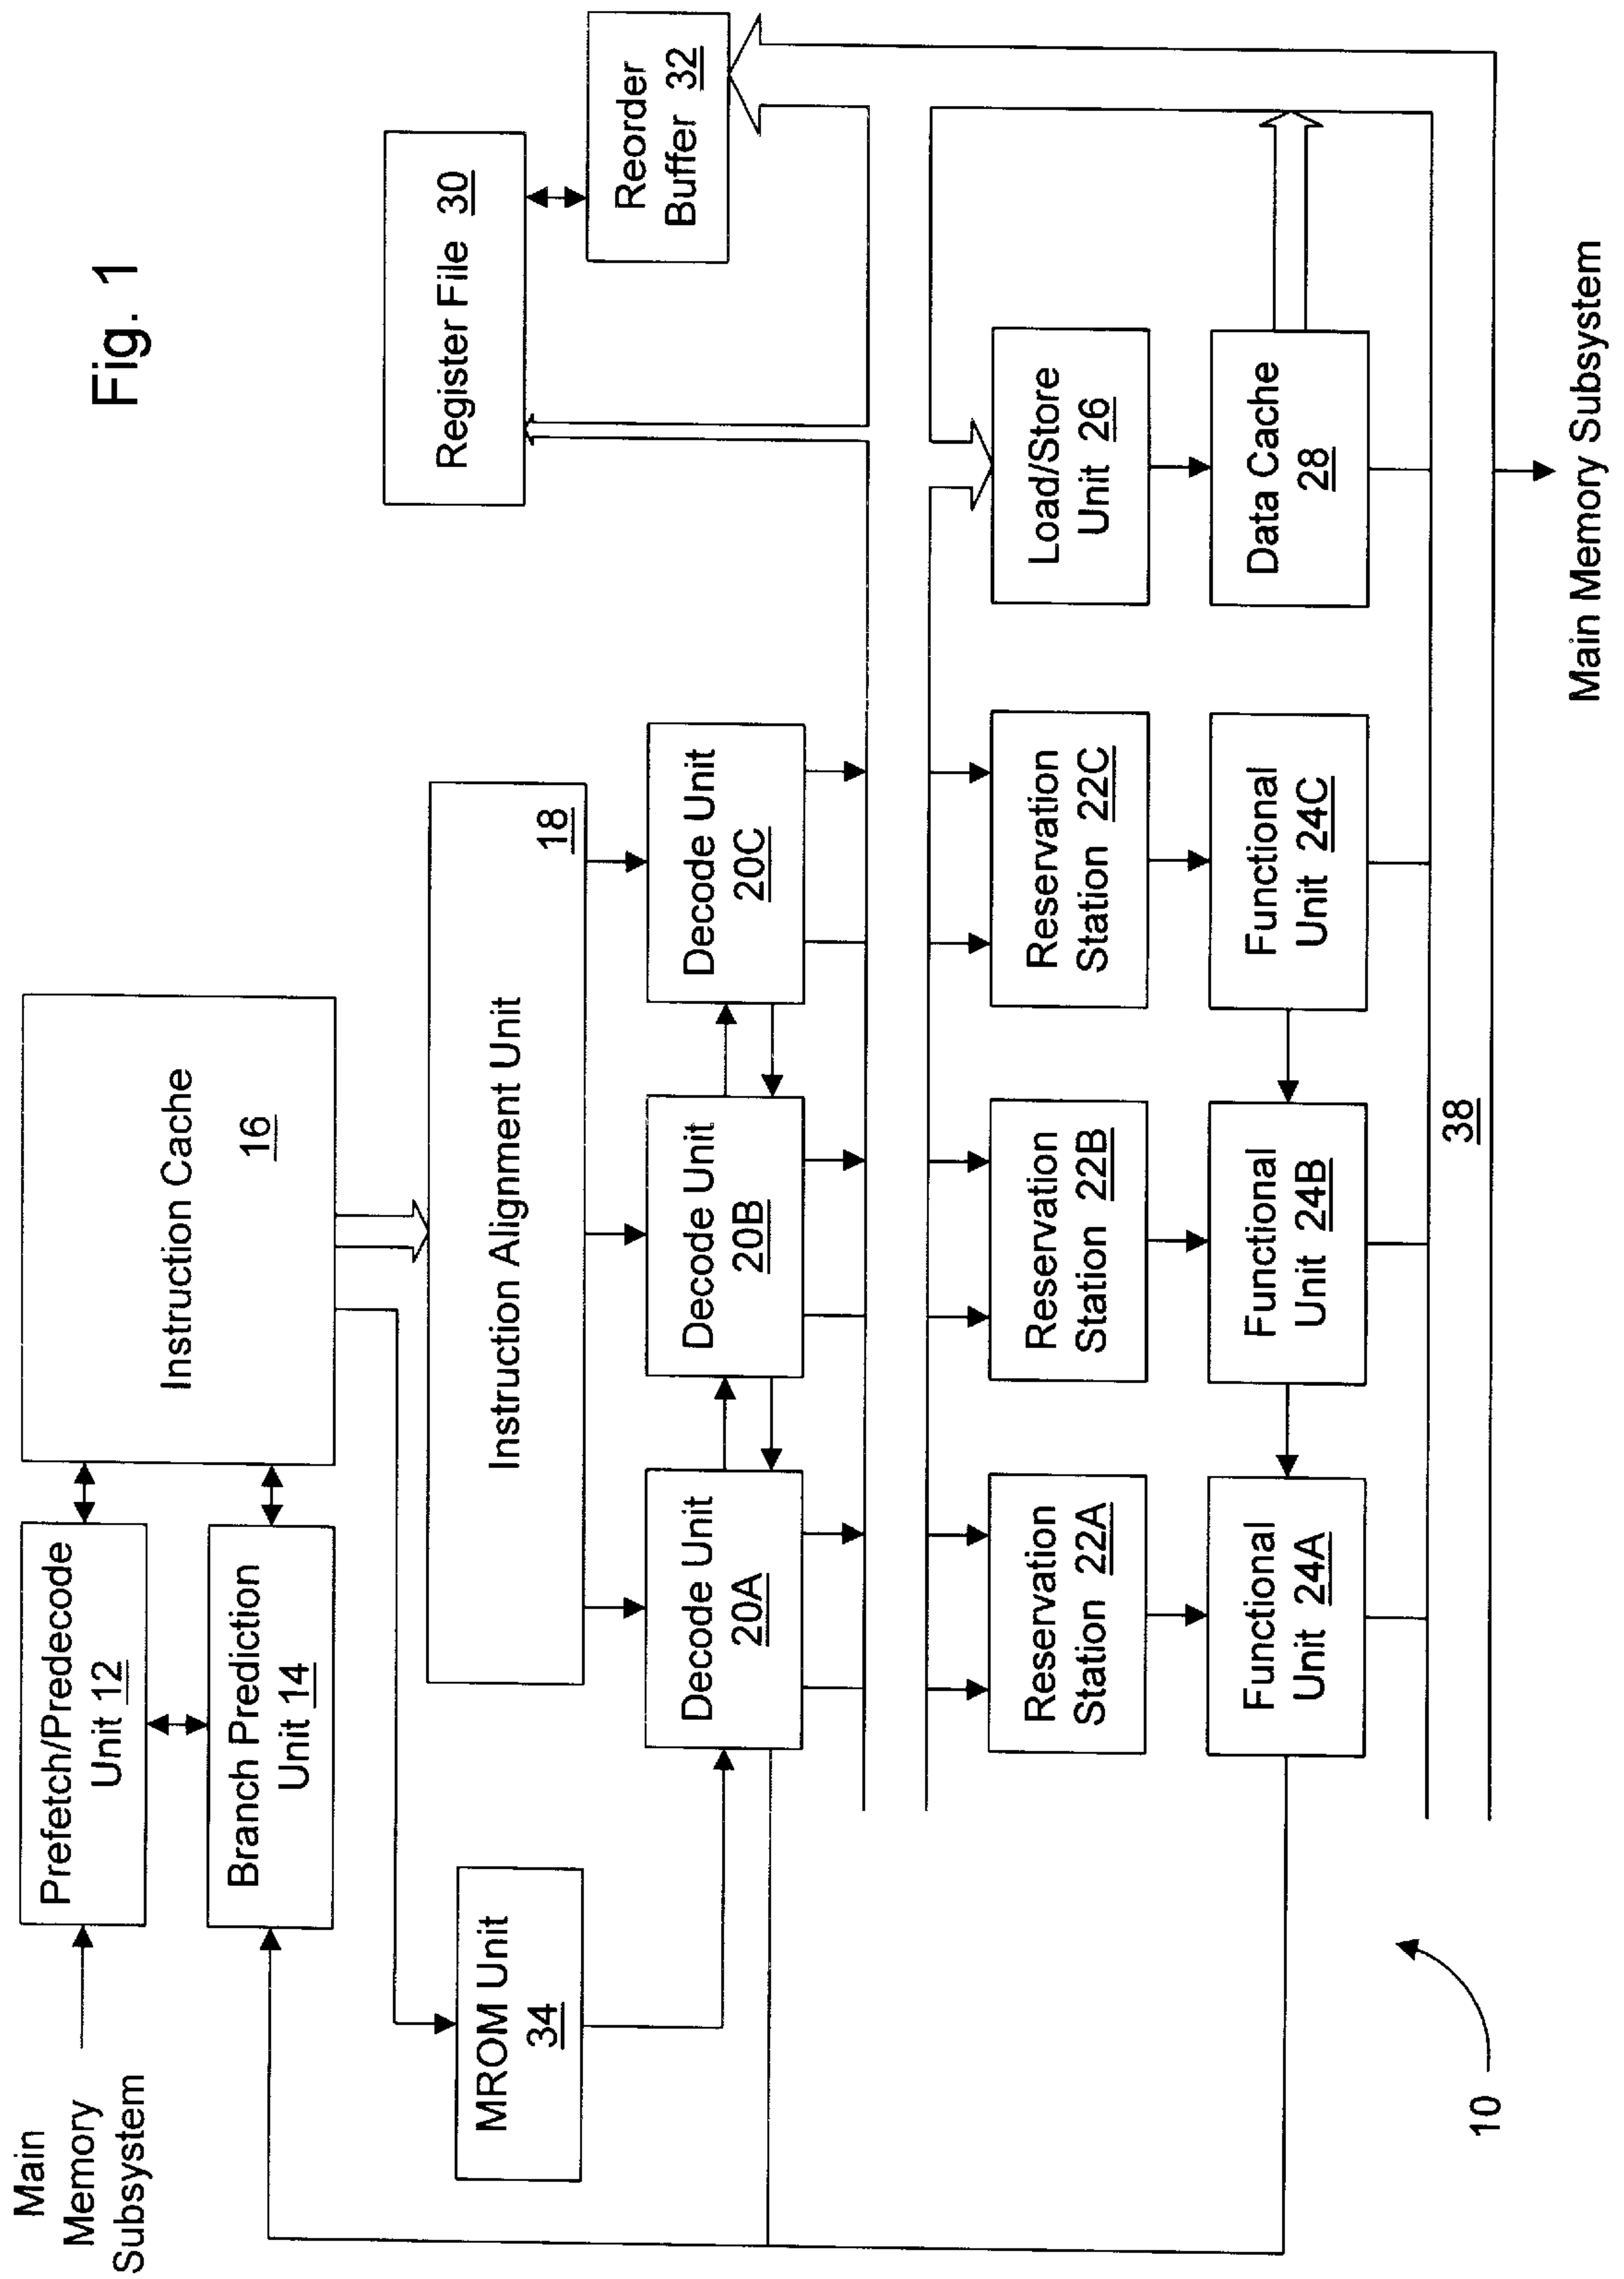 Fig. 1
Main
Memory
Subsystem
Prefetch/Predecode
Unit 12
Branch Prediction
Unit 14
Instruction Cache
16
Register File 30
Reorder
Buffer 32
MROM Unit
34
Instruction Alignment Unit
18
Decode Unit
20A
Decode Unit
20B
Decode Unit
20C
Reservation
Station 22A
Reservation
Station 22B
Reservation
Station 22C
Load/Store
Unit 26
Functional
Unit 24A
Functional
Unit 24B
Functional
Unit 24C
Data Cache
28
38
10
Main Memory Subsystem